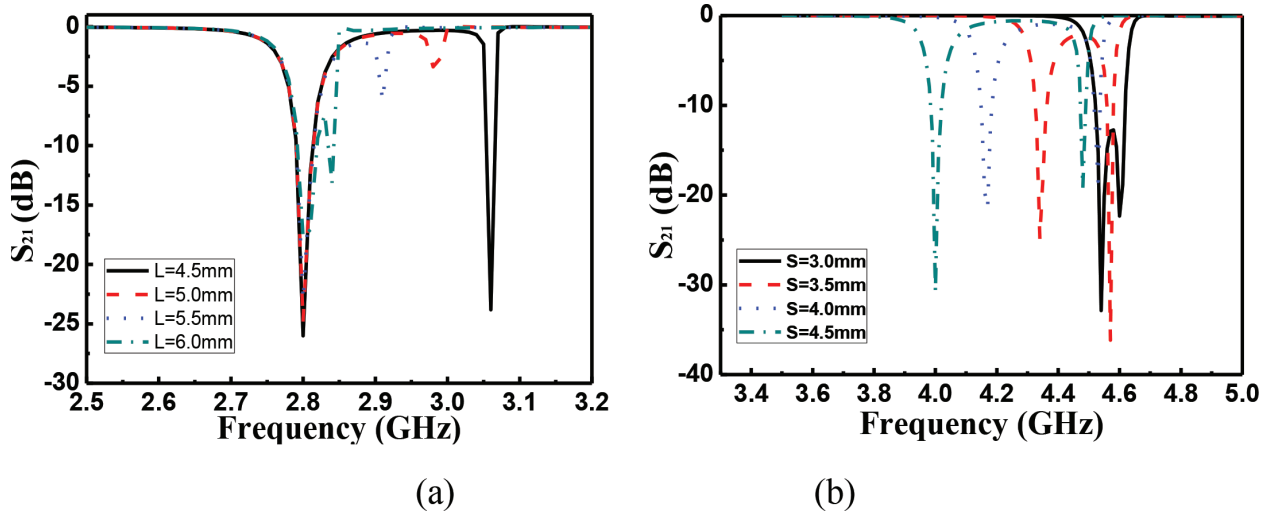 0
-5
-10
-15
-20
-25
-30
S21 (dB)
L=4.5mm
L=5.0mm
L=5.5mm
L=6.0mm
2.5 2.6 2.7 2.8 2.9 3.0 3.1 3.2
Frequency (GHz)
(a)
0
-10
-20
-30
-40
S21 (dB)
S=3.0mm
S=3.5mm
S=4.0mm
S=4.5mm
3.4 3.6 3.8 4.0 4.2 4.4 4.6 4.8 5.0
Frequency (GHz)
(b)